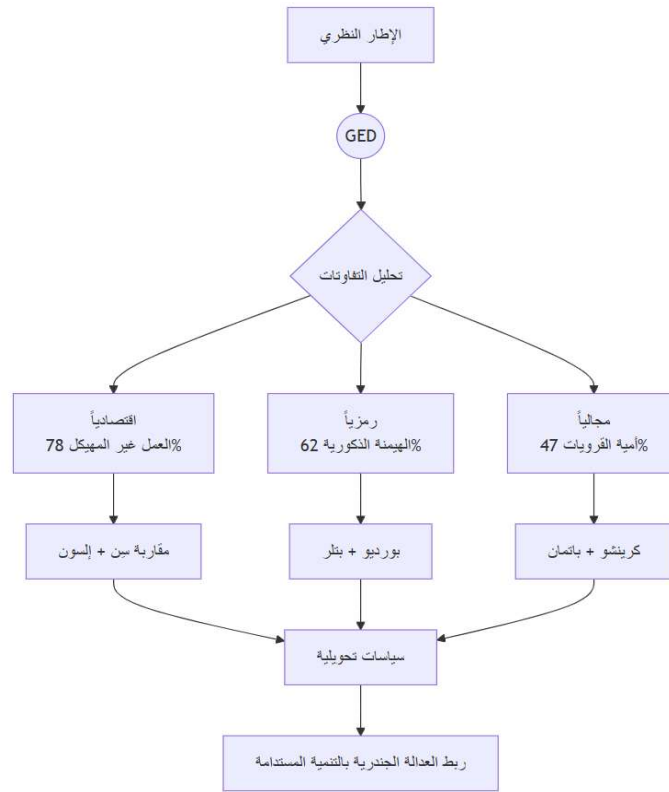 الإطار النظري
GED
تحليل التفاوتات
مجالياً
أمية القرويات 47%
رمزياً
الهيمنة الذكورية 62%
اقتصادياً
العمل غير المهيكل 78%
كرينشو + باتمان
بورديو + بتلر
مقاربة سِن + إلسون
سياسات تحويلية
ربط العدالة الجندرية بالتنمية المستدامة